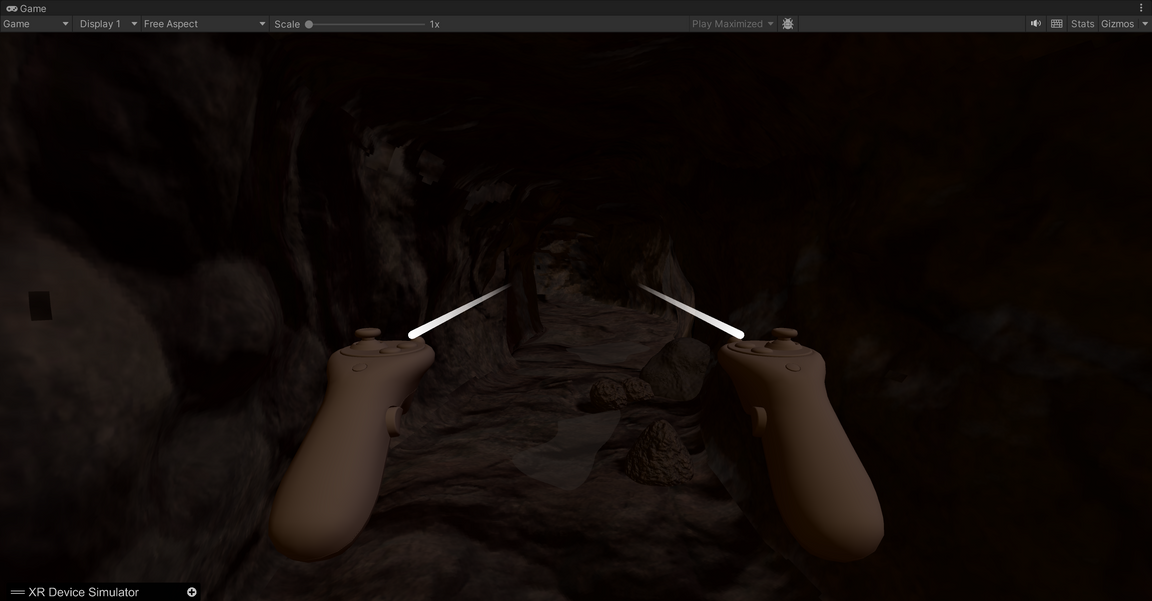 Game
Game Display 1 Free Aspect Scale 1x Play Maximized Stats Gizmos
XR Device Simulator